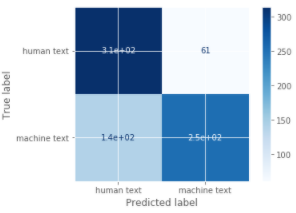 300
human text
3.1e+02
61
250
True label
200
150
machine text
1.4e+02
2.5e+02
100
human text
machine text
Predicted label